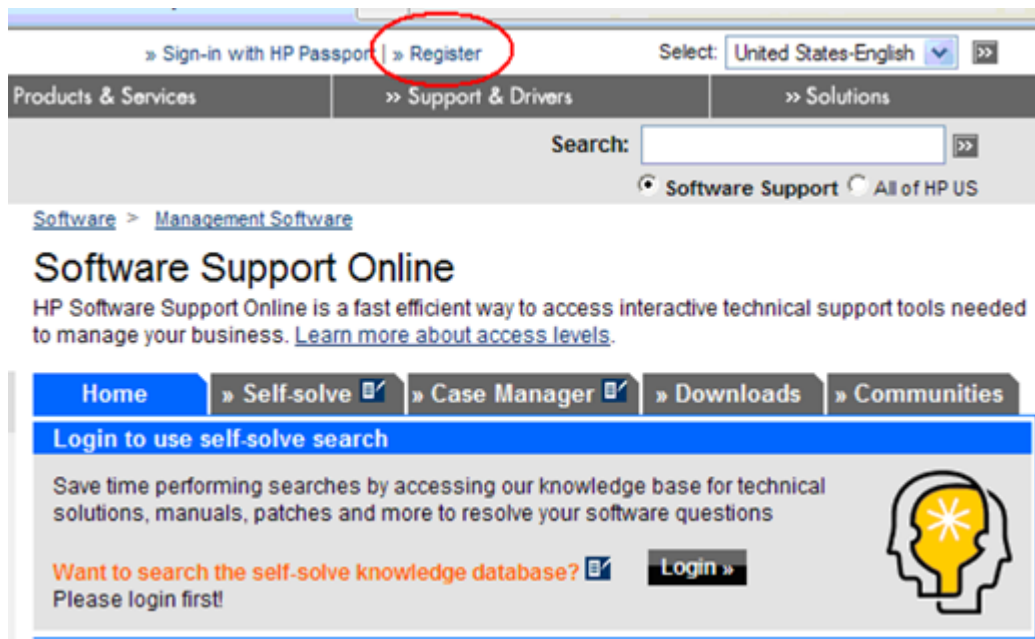 » Sign-in with HP Passport | » Register Select: United States-English
Products & Services » Support & Drivers » Solutions
Search:
Software Support All of HP US
Software > Management Software
Software Support Online
HP Software Support Online is a fast efficient way to access interactive technical support tools needed
to manage your business. Learn more about access levels.
Home » Self-solve » Case Manager » Downloads » Communities
Login to use self-solve search
Save time performing searches by accessing our knowledge base for technical
solutions, manuals, patches and more to resolve your software questions
Want to search the self-solve knowledge database? Login »
Please login first!